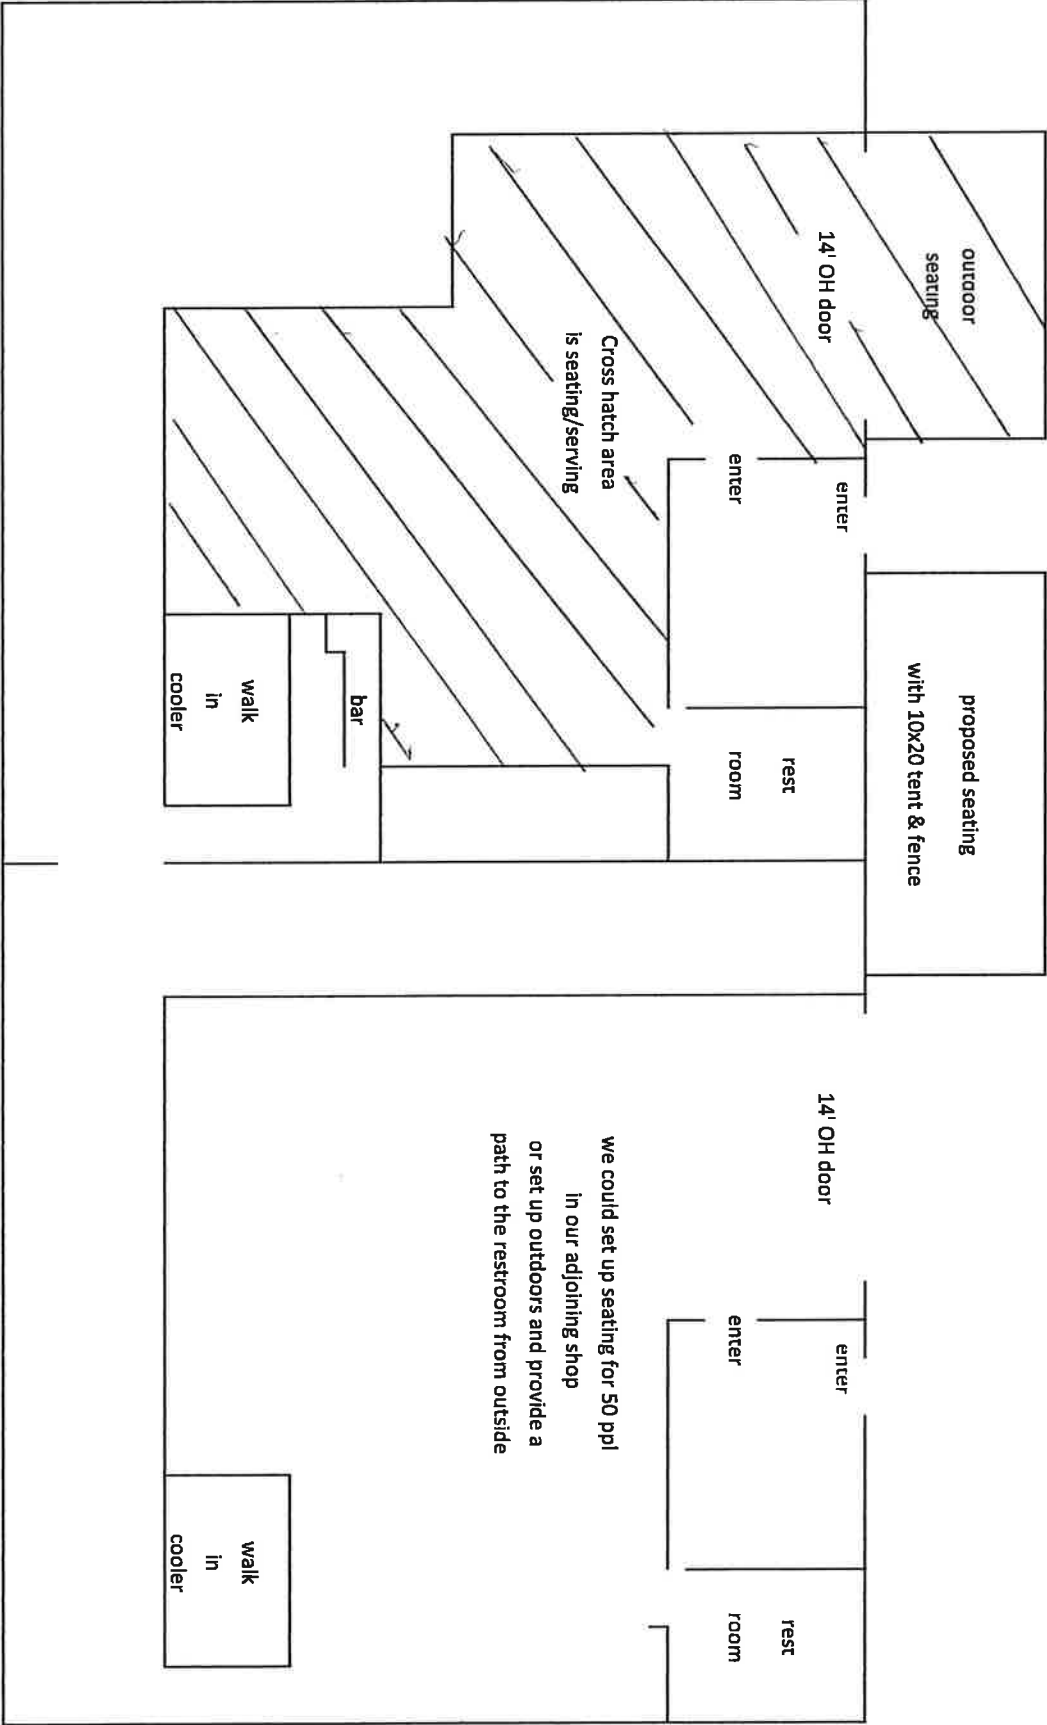 outdoor
seating
14' OH door
Cross hatch area
is seating/serving
enter
enter
proposed seating
with 10x20 tent & fence
rest
room
bar
walk
in
cooler
14' OH door
we could set up seating for 50 ppl
in our adjoining shop
or set up outdoors and provide a
path to the restroom from outside
enter
enter
rest
room
walk
in
cooler